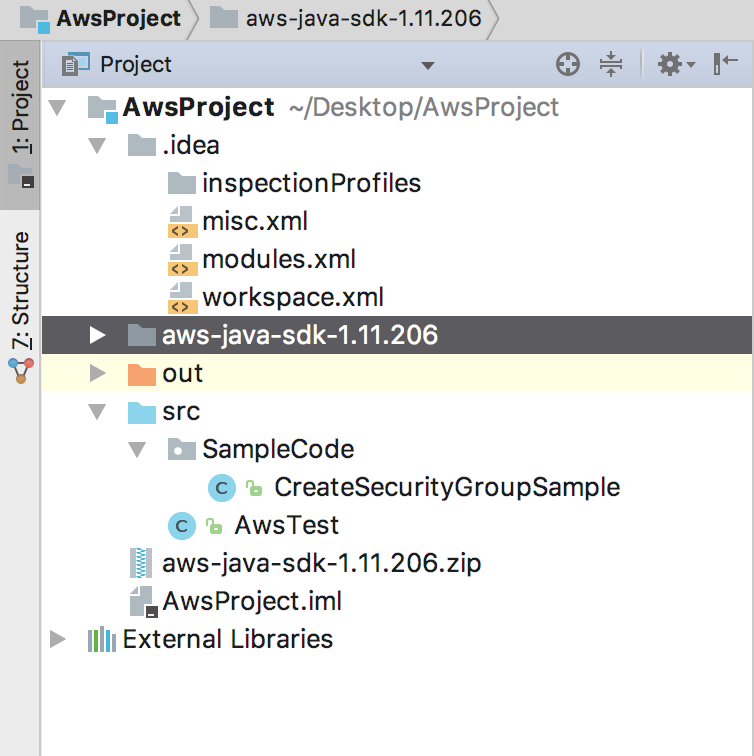 AwsProject aws-java-sdk-1.11.206
1: Project
Project
AwsProject ~/Desktop/AwsProject
.idea
inspectionProfiles
misc.xml
modules.xml
workspace.xml
7: Structure
aws-java-sdk-1.11.206
out
src
SampleCode
C CreateSecurityGroupSample
C AwsTest
aws-java-sdk-1.11.206.zip
AwsProject.iml
External Libraries